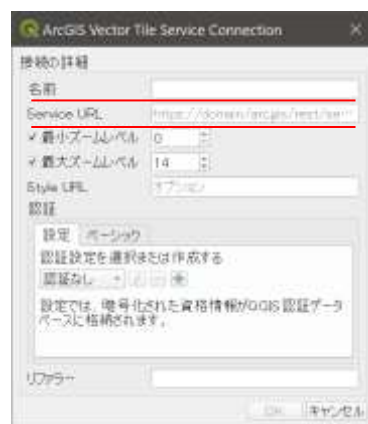 ArcGIS Vector Tile Service Connection
接続の詳細
名前
Service URL https://domain/arcgis/rest/se…
最小ズームレベル 0
最大ズームレベル 14
Style URL オプション
認証
設定 ベーシック
認証設定を選択または作成する
認証なし
設定では、暗号化された資格情報がQGIS 認証データ
ベースに格納されます。
リファラー
OK キャンセル